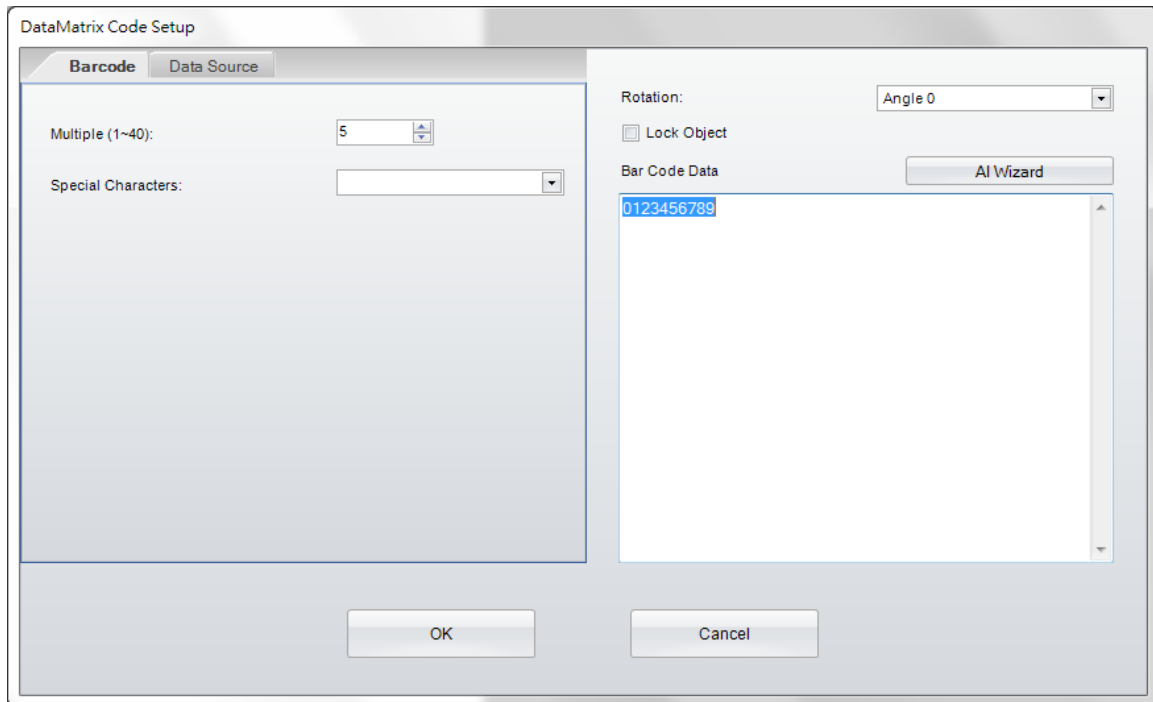 DataMatrix Code Setup
Barcode
Data Source
Multiple (1~40):
5
Special Characters:
Rotation:
Angle 0
Lock Object
Bar Code Data
AI Wizard
0123456789
OK
Cancel